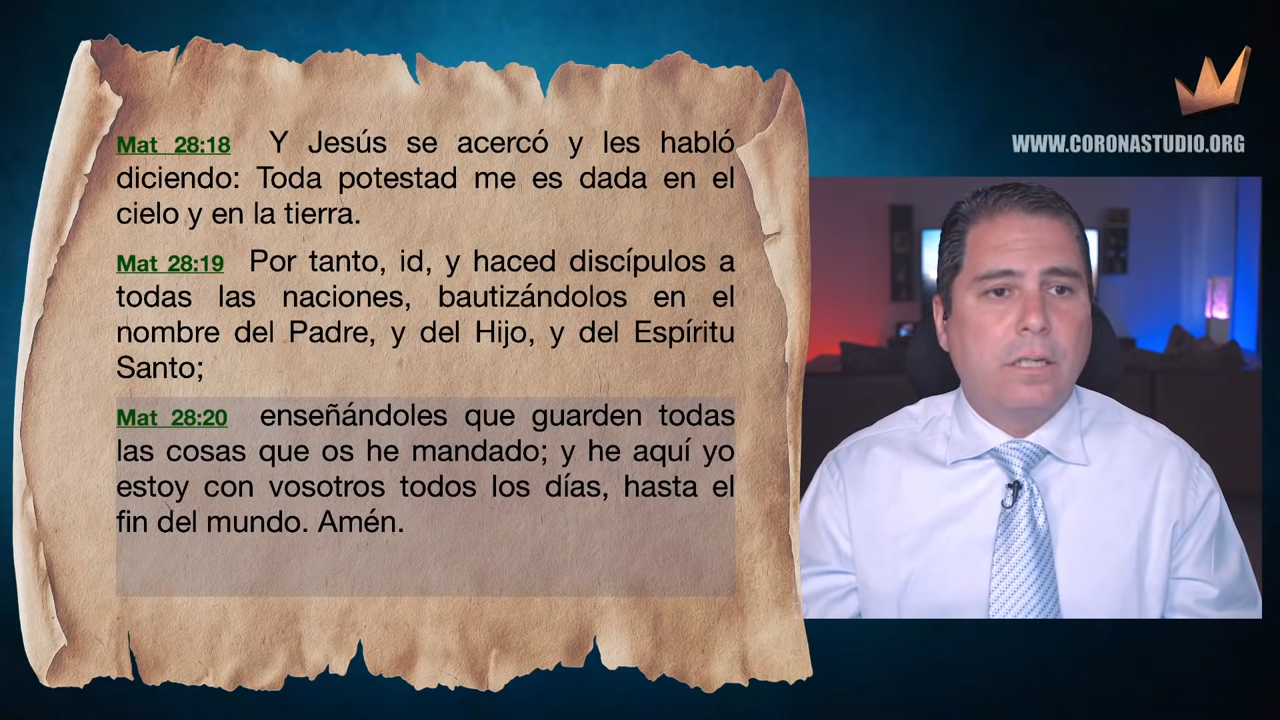 Mat 28:18 Y Jesús se acercó y les habló
diciendo: Toda potestad me es dada en el
cielo y en la tierra.
Mat 28:19 Por tanto, id, y haced discípulos a
todas las naciones, bautizándolos en el
nombre del Padre, y del Hijo, y del Espíritu
Santo;
Mat 28:20 enseñándoles que guarden todas
las cosas que os he mandado; y he aquí yo
estoy con vosotros todos los días, hasta el
fin del mundo. Amén.
WWW.CORONASTUDIO.ORG